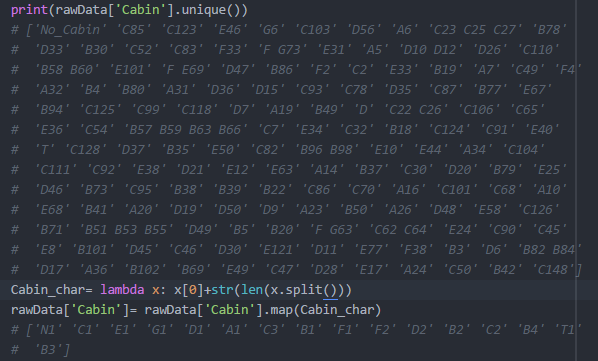 print(rawData['Cabin'].unique())
# ['No_Cabin' 'C85' 'C123' 'E46' 'G6' 'C103' 'D56' 'A6' 'C23 C25 C27' 'B78'
#  'D33' 'B30' 'C52' 'C83' 'F33' 'F G73' 'E31' 'A5' 'D10 D12' 'D26' 'C110'
#  'B58 B60' 'E101' 'F E69' 'D47' 'B86' 'F2' 'C2' 'E33' 'B19' 'A7' 'C49' 'F4'
#  'A32' 'B4' 'B80' 'A31' 'D36' 'D15' 'C93' 'C78' 'D35' 'C87' 'B77' 'E67'
#  'B94' 'C125' 'C99' 'C118' 'D7' 'A19' 'B49' 'D' 'C22 C26' 'C106' 'C65'
#  'E36' 'C54' 'B57 B59 B63 B66' 'C7' 'E34' 'C32' 'B18' 'C124' 'C91' 'E40'
#  'T' 'C128' 'D37' 'B35' 'E50' 'C82' 'B96 B98' 'E10' 'E44' 'A34' 'C104'
#  'C111' 'C92' 'E38' 'D21' 'E12' 'E63' 'A14' 'B37' 'C30' 'D20' 'B79' 'E25'
#  'D46' 'B73' 'C95' 'B38' 'B39' 'B22' 'C86' 'C70' 'A16' 'C101' 'C68' 'A10'
#  'E68' 'B41' 'A20' 'D19' 'D50' 'D9' 'A23' 'B50' 'A26' 'D48' 'E58' 'C126'
#  'B71' 'B51 B53 B55' 'D49' 'B5' 'B20' 'F G63' 'C62 C64' 'E24' 'C90' 'C45'
#  'E8' 'B101' 'D45' 'C46' 'D30' 'E121' 'D11' 'E77' 'F38' 'B3' 'D6' 'B82 B84'
#  'D17' 'A36' 'B102' 'B69' 'E49' 'C47' 'D28' 'E17' 'A24' 'C50' 'B42' 'C148']
Cabin_char= lambda x: x[0]+str(len(x.split()))
rawData['Cabin']= rawData['Cabin'].map(Cabin_char)
# ['N1' 'C1' 'E1' 'G1' 'D1' 'A1' 'C3' 'B1' 'F1' 'F2' 'D2' 'B2' 'C2' 'B4' 'T1'
#  'B3']